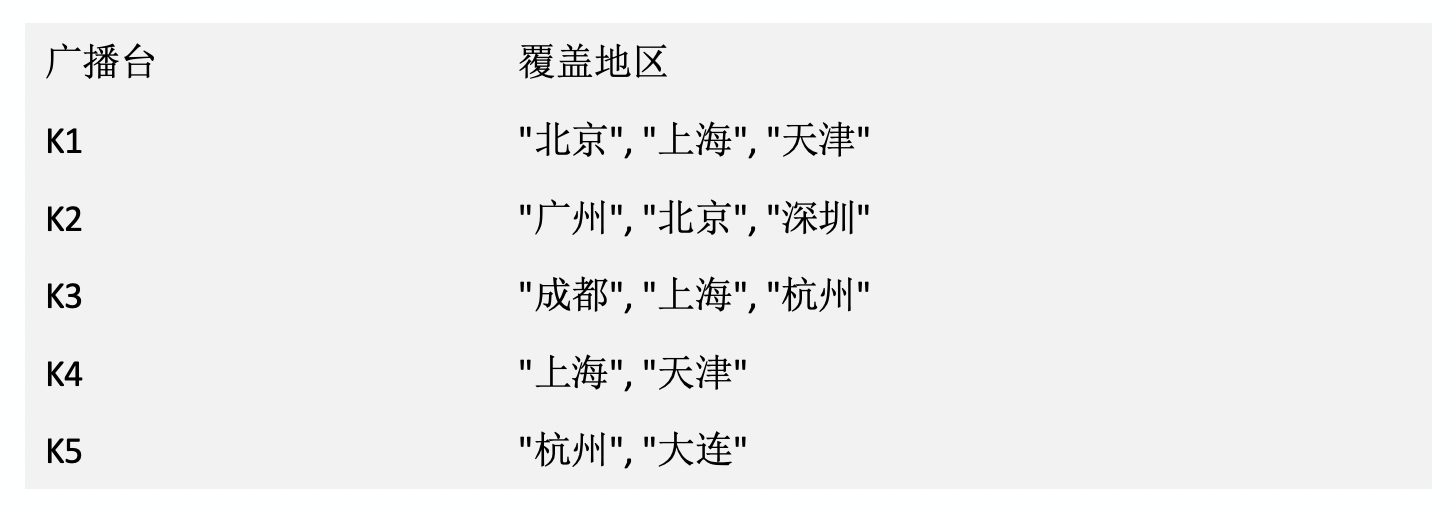 广播台 覆盖地区
K1 "北京", "上海", "天津"
K2 "广州", "北京", "深圳"
K3 "成都", "上海", "杭州"
K4 "上海", "天津"
K5 "杭州", "大连"